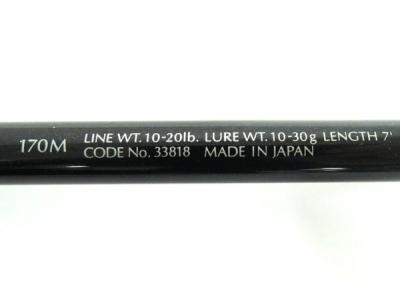 170M LINE WT. 10-20lb. LURE WT. 10-30g LENGTH 7'
CODE No. 33818 MADE IN JAPAN